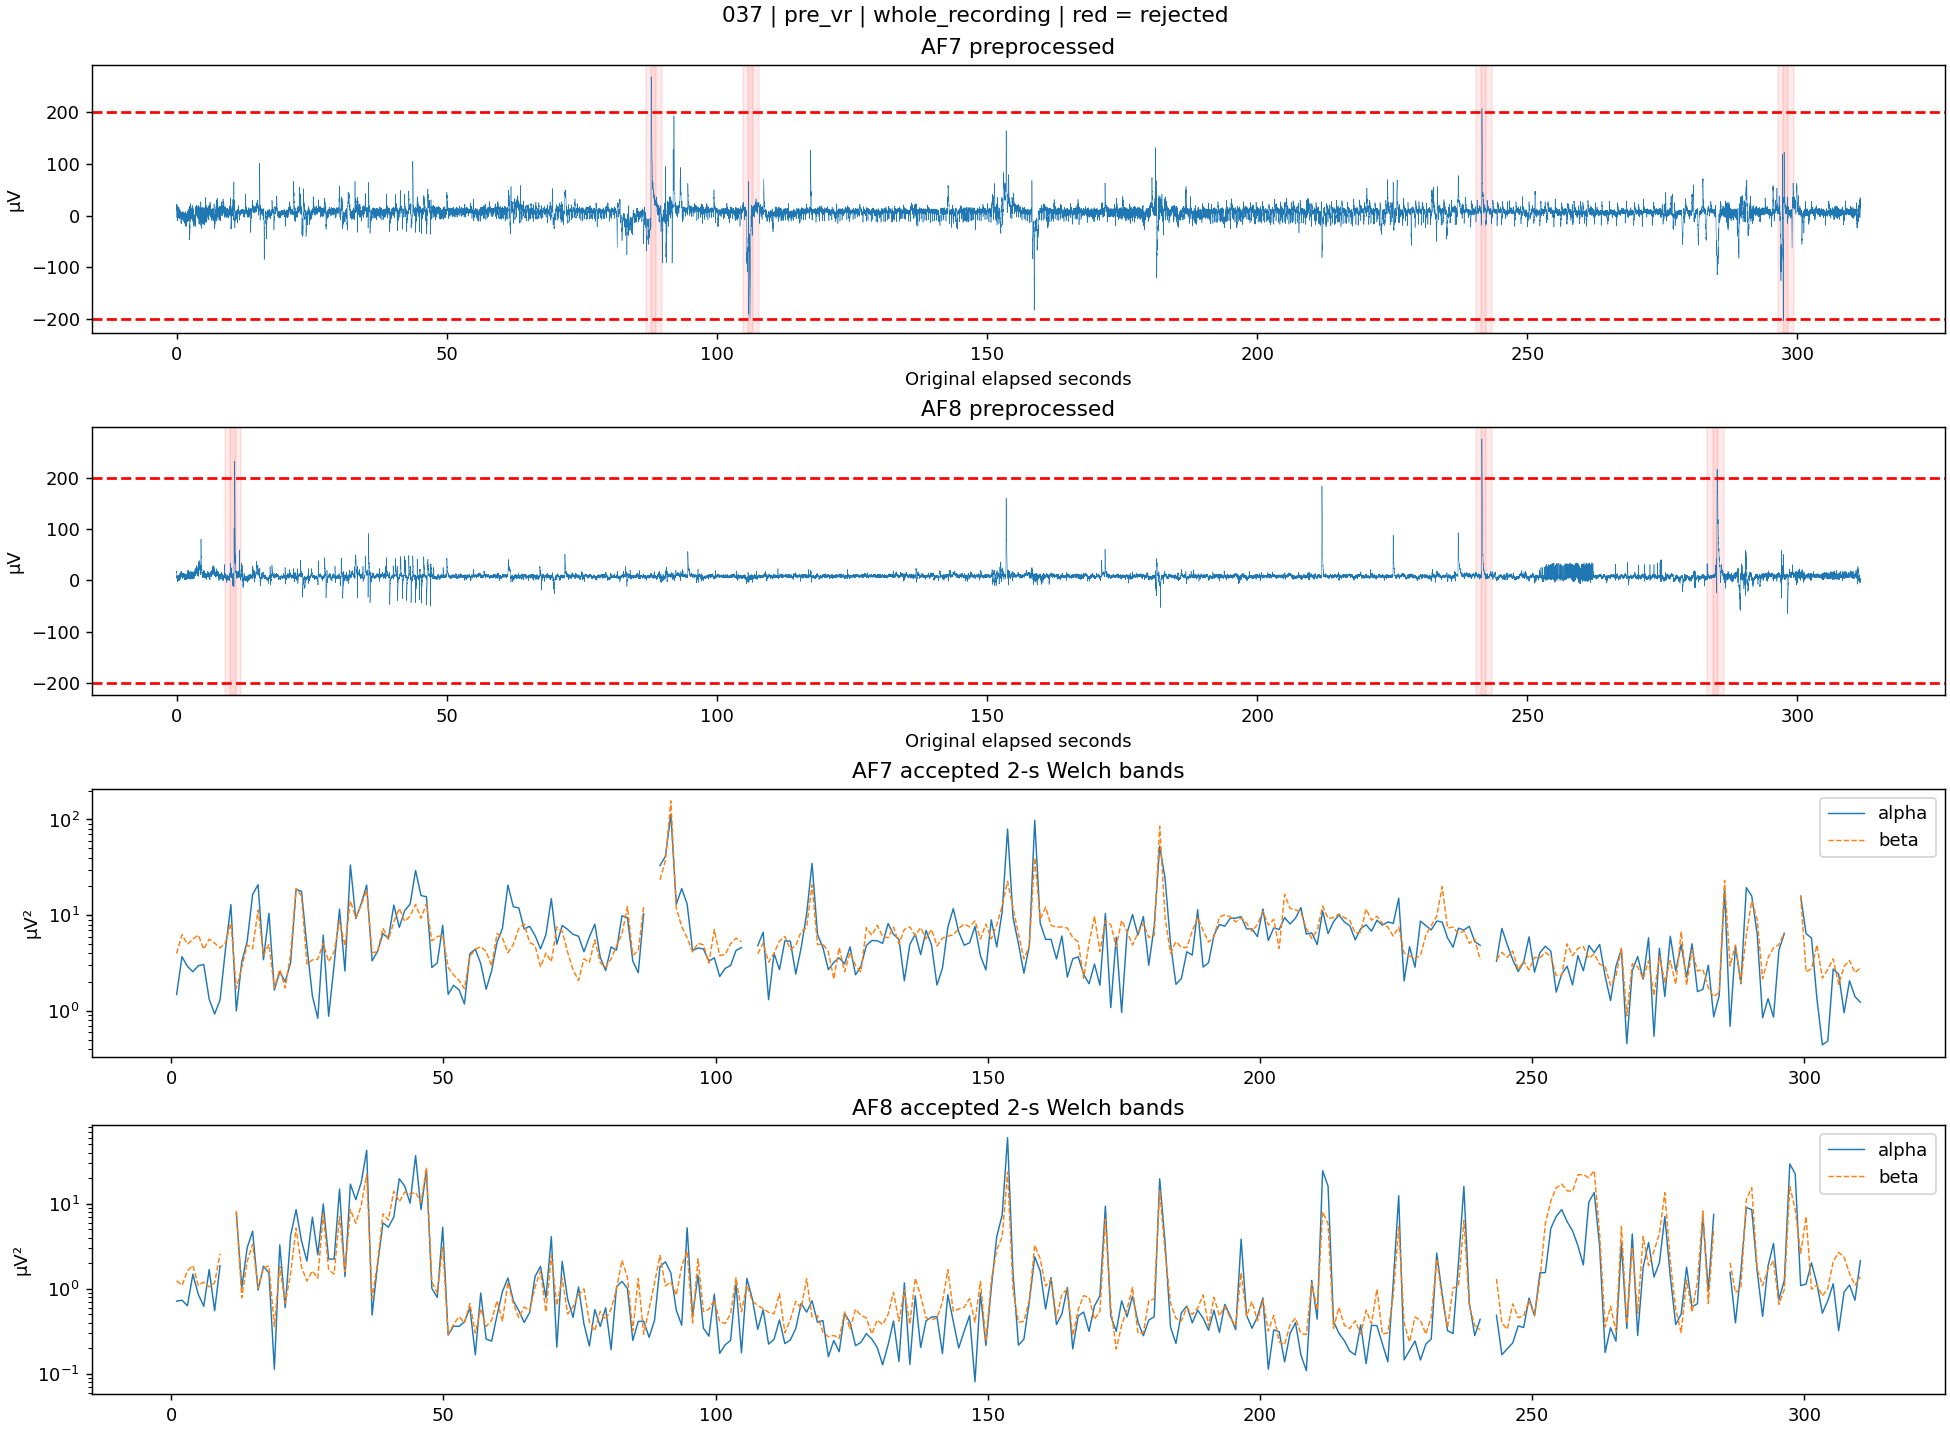 037 | pre_vr | whole_recording | red = rejected
AF7 preprocessed
µV
200
100
0
−100
−200
0 50 100 150 200 250 300
Original elapsed seconds
AF8 preprocessed
µV
200
100
0
−100
−200
0 50 100 150 200 250 300
Original elapsed seconds
AF7 accepted 2-s Welch bands
µV²
10²
10¹
10⁰
alpha
beta
0 50 100 150 200 250 300
AF8 accepted 2-s Welch bands
µV²
10¹
10⁰
10⁻¹
alpha
beta
0 50 100 150 200 250 300